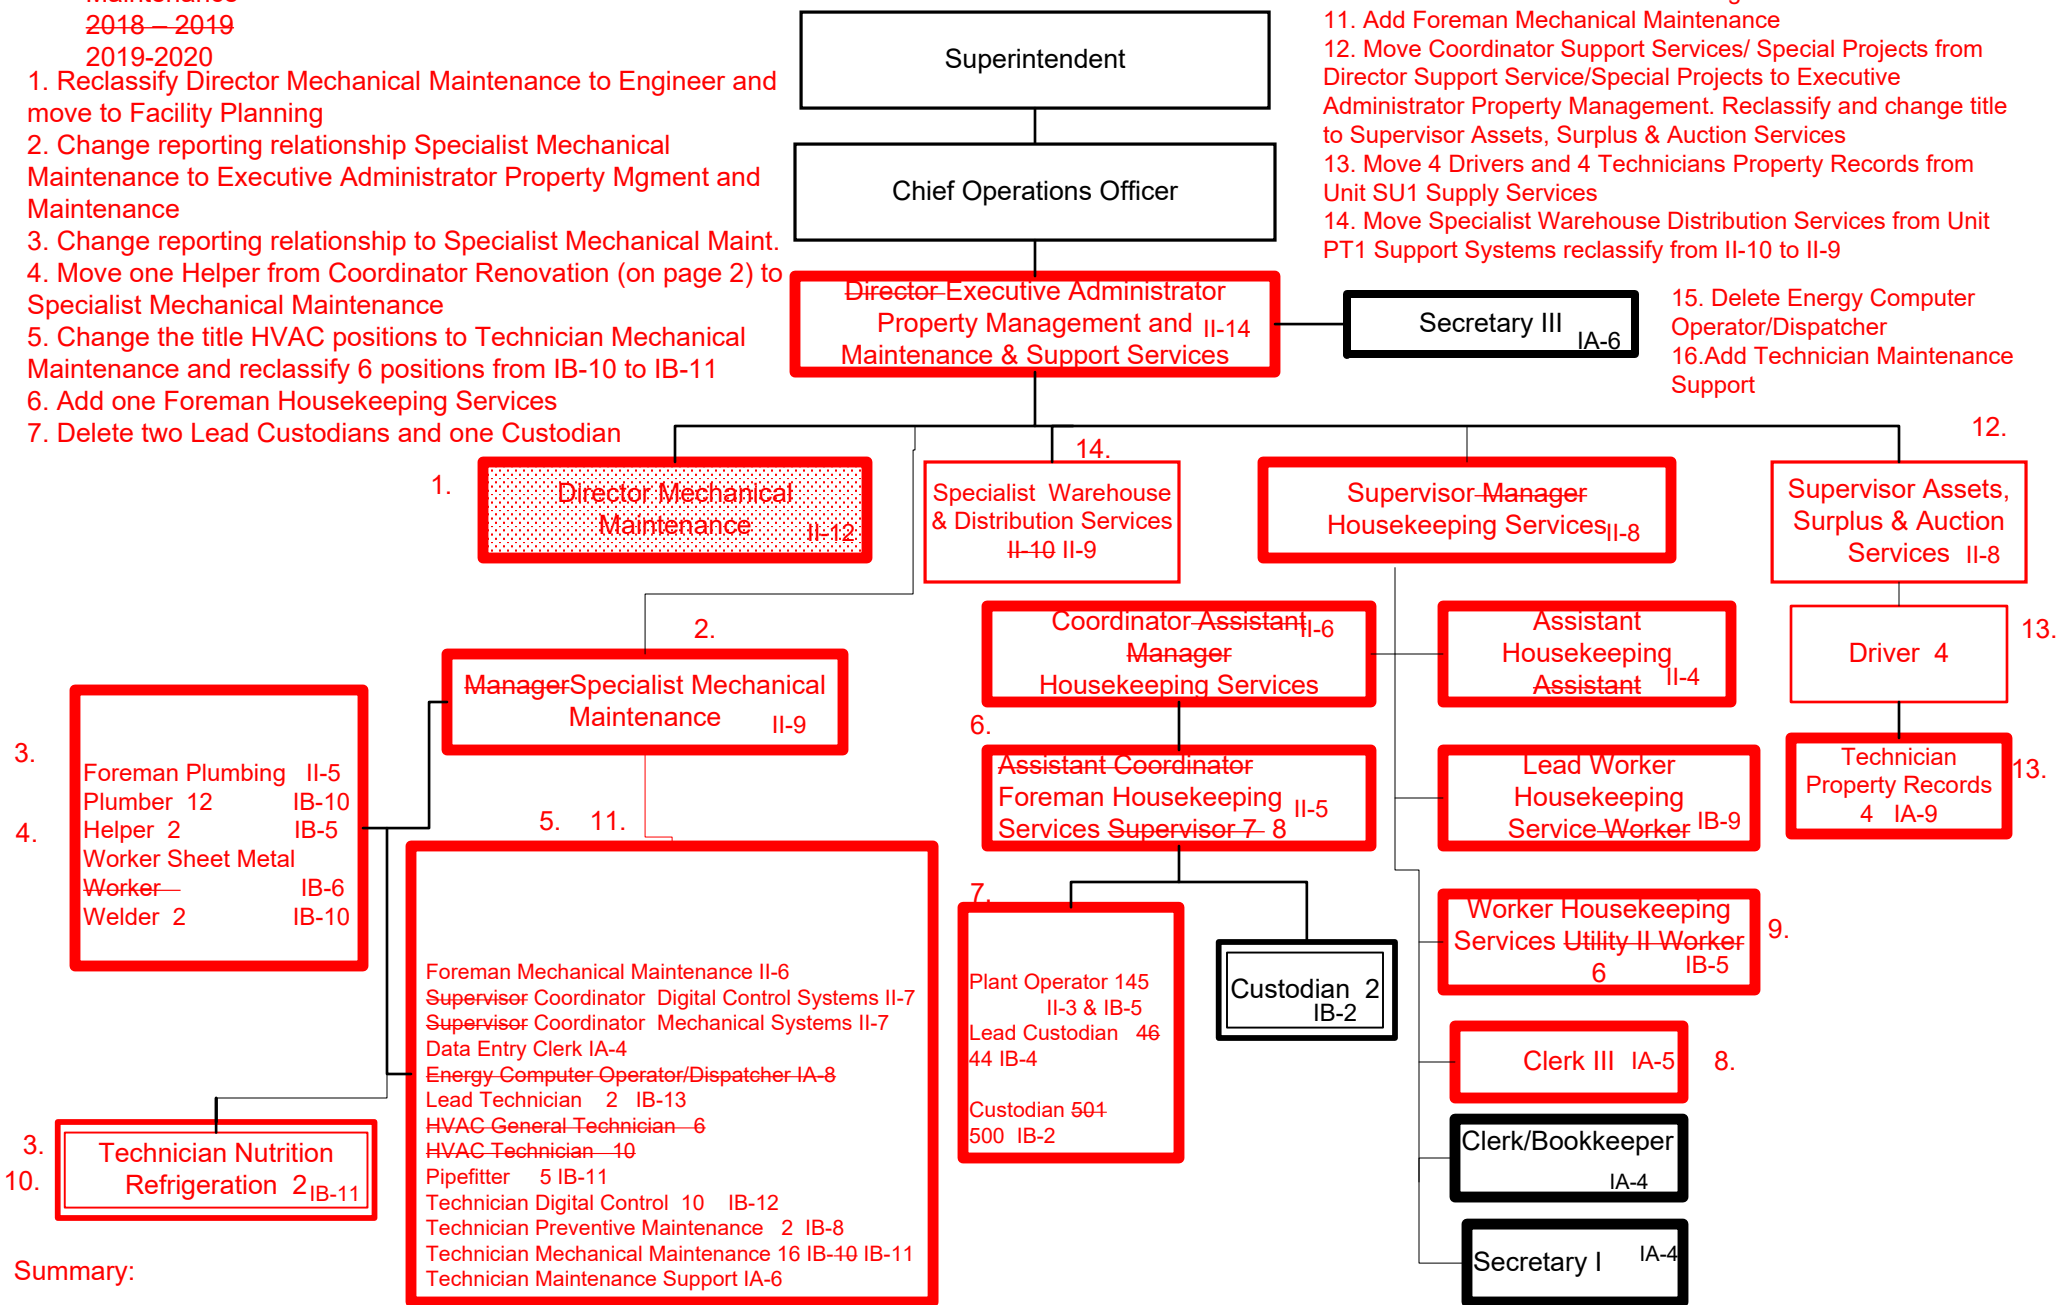 2018 – 2019
2019-2020
1. Reclassify Director Mechanical Maintenance to Engineer and
move to Facility Planning
2. Change reporting relationship Specialist Mechanical
Maintenance to Executive Administrator Property Mgment and
Maintenance
3. Change reporting relationship to Specialist Mechanical Maint.
4. Move one Helper from Coordinator Renovation (on page 2) to
Specialist Mechanical Maintenance
5. Change the title HVAC positions to Technician Mechanical
Maintenance and reclassify 6 positions from IB-10 to IB-11
6. Add one Foreman Housekeeping Services
7. Delete two Lead Custodians and one Custodian
11. Add Foreman Mechanical Maintenance
12. Move Coordinator Support Services/ Special Projects from
Director Support Service/Special Projects to Executive
Administrator Property Management. Reclassify and change title
to Supervisor Assets, Surplus & Auction Services
13. Move 4 Drivers and 4 Technicians Property Records from
Unit SU1 Supply Services
14. Move Specialist Warehouse Distribution Services from Unit
PT1 Support Systems reclassify from II-10 to II-9
15. Delete Energy Computer
Operator/Dispatcher
16.Add Technician Maintenance
Support
Superintendent
Chief Operations Officer
Director Executive Administrator
Property Management and II-14
Maintenance & Support Services
Secretary III
IA-6
1.
Director Mechanical
Maintenance II-12
14.
Specialist Warehouse
& Distribution Services
II-10 II-9
Supervisor Manager
Housekeeping Services II-8
12.
Supervisor Assets,
Surplus & Auction
Services II-8
2.
Manager Specialist Mechanical
Maintenance II-9
Coordinator Assistant II-6
Manager
Housekeeping Services
Assistant
Housekeeping
Assistant II-4
Driver 4
13.
3.
4.
Foreman Plumbing II-5
Plumber 12 IB-10
Helper 2 IB-5
Worker Sheet Metal
Worker IB-6
Welder 2 IB-10
6.
Assistant Coordinator
Foreman Housekeeping II-5
Services Supervisor 7 8
Lead Worker
Housekeeping
Service Worker IB-9
Technician
Property Records
4 IA-9
13.
5. 11.
Foreman Mechanical Maintenance II-6
Supervisor Coordinator Digital Control Systems II-7
Supervisor Coordinator Mechanical Systems II-7
Data Entry Clerk IA-4
Energy Computer Operator/Dispatcher IA-8
Lead Technician 2 IB-13
HVAC General Technician 6
HVAC Technician 10
Pipefitter 5 IB-11
Technician Digital Control 10 IB-12
Technician Preventive Maintenance 2 IB-8
Technician Mechanical Maintenance 16 IB-10 IB-11
Technician Maintenance Support IA-6
7.
Plant Operator 145
II-3 & IB-5
Lead Custodian 46
44 IB-4
Custodian 501
500 IB-2
Custodian 2
IB-2
Worker Housekeeping
Services Utility II Worker
6 IB-5
9.
Clerk III IA-5
8.
Clerk/Bookkeeper
IA-4
Secretary I IA-4
3.
10.
Technician Nutrition
Refrigeration 2 IB-11
Summary: